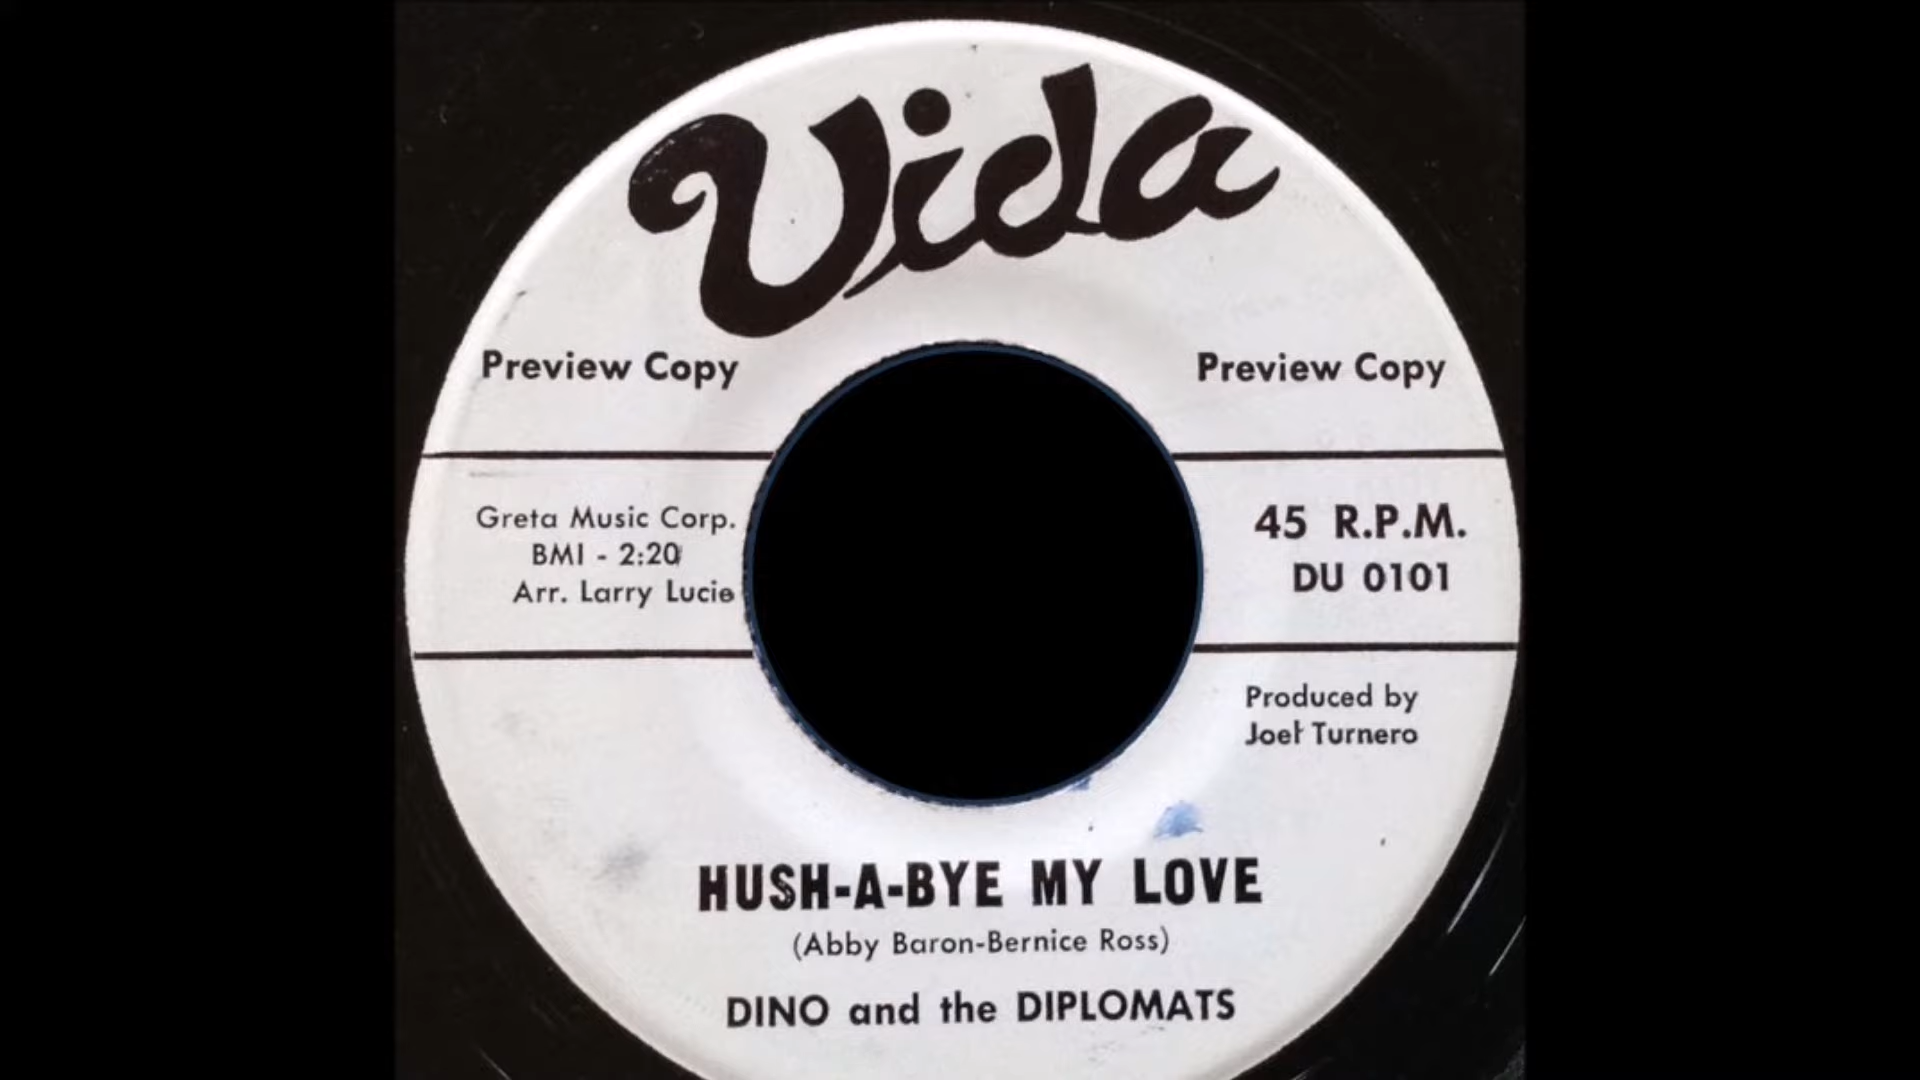 Vida
Preview Copy
Preview Copy
Greta Music Corp.
BMI - 2:20
Arr. Larry Lucie
45 R.P.M.
DU 0101
Produced by
Joel Turnero
HUSH-A-BYE MY LOVE
(Abby Baron-Bernice Ross)
DINO and the DIPLOMATS